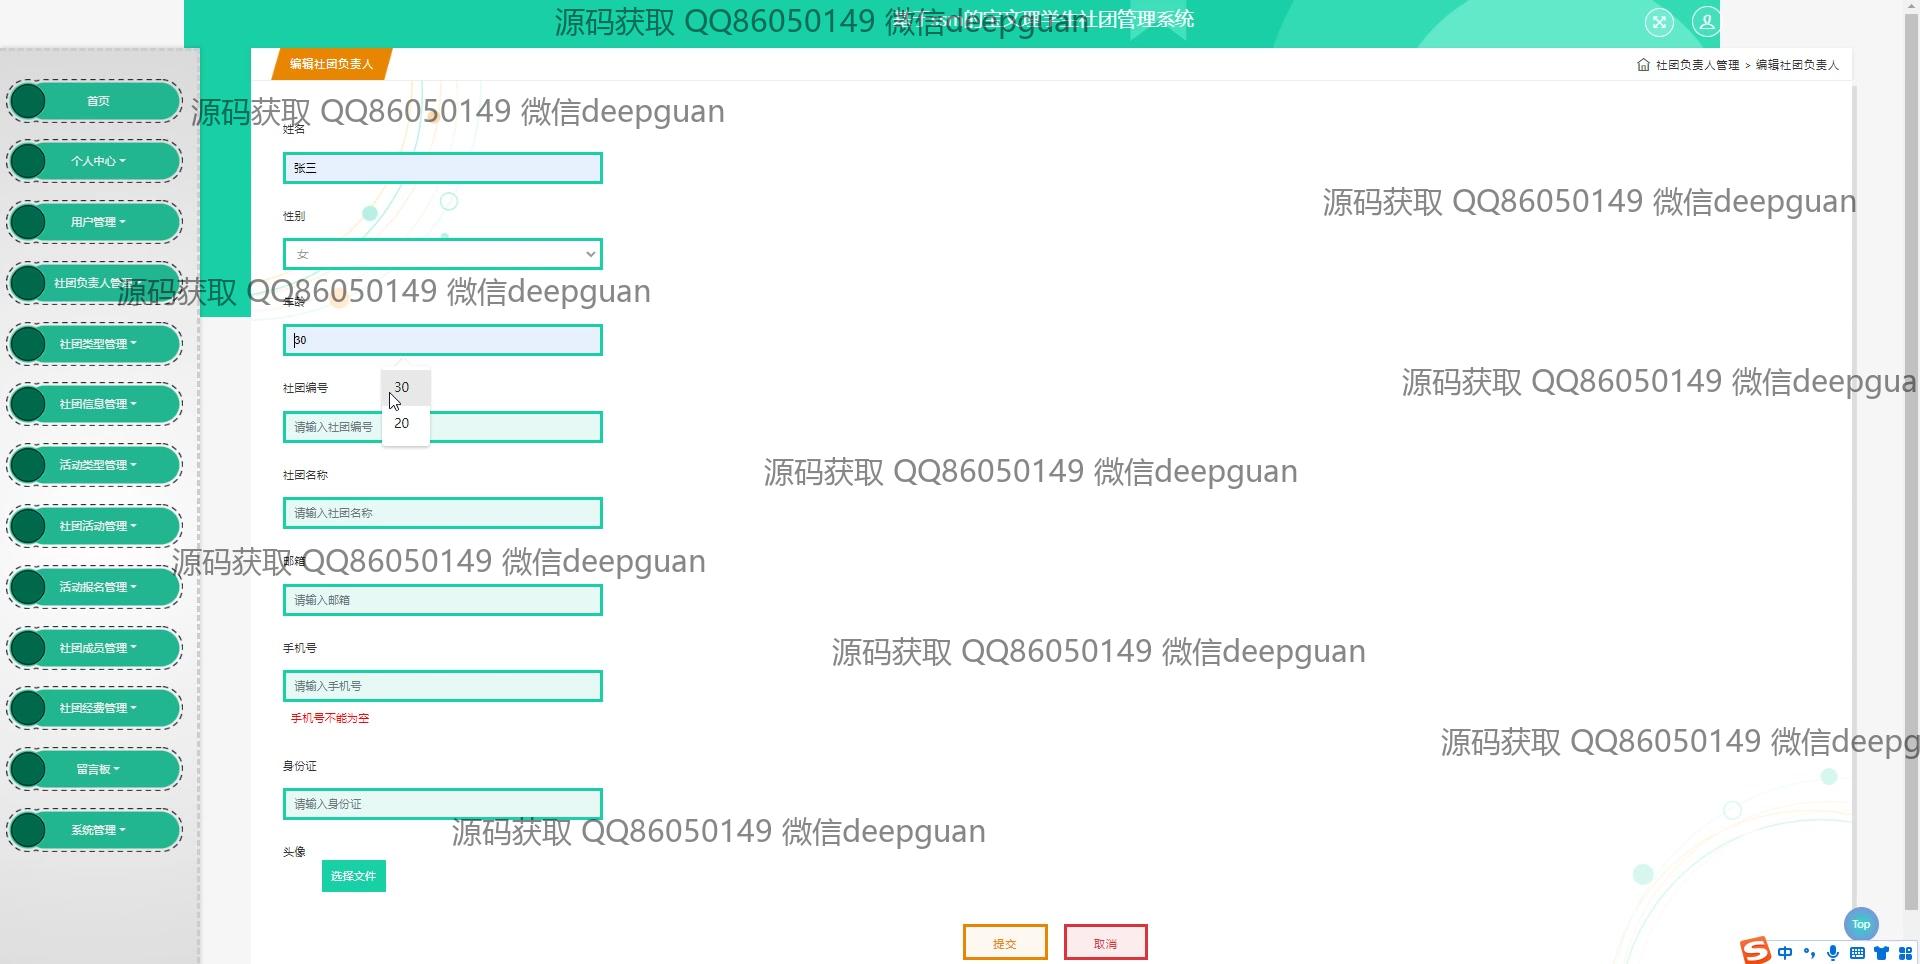 源码获取 QQ86050149 微信deepguan
学生社团管理系统
编辑社团负责人
社团负责人管理 > 编辑社团负责人
首页
个人中心
用户管理
社团负责人管理
社团类型管理
社团信息管理
活动类型管理
社团活动管理
活动报名管理
社团成员管理
社团经费管理
留言板
系统管理
源码获取 QQ86050149 微信deepguan
姓名
张三
源码获取 QQ86050149 微信deepguan
性别
女
源码获取 QQ86050149 微信deepguan
年龄
30
30
20
源码获取 QQ86050149 微信deepgua
社团编号
请输入社团编号
源码获取 QQ86050149 微信deepguan
社团名称
请输入社团名称
源码获取 QQ86050149 微信deepguan
邮箱
请输入邮箱
手机号
源码获取 QQ86050149 微信deepguan
请输入手机号
手机号不能为空
源码获取 QQ86050149 微信deepg
身份证
请输入身份证
源码获取 QQ86050149 微信deepguan
头像
选择文件
提交
取消
Top
中